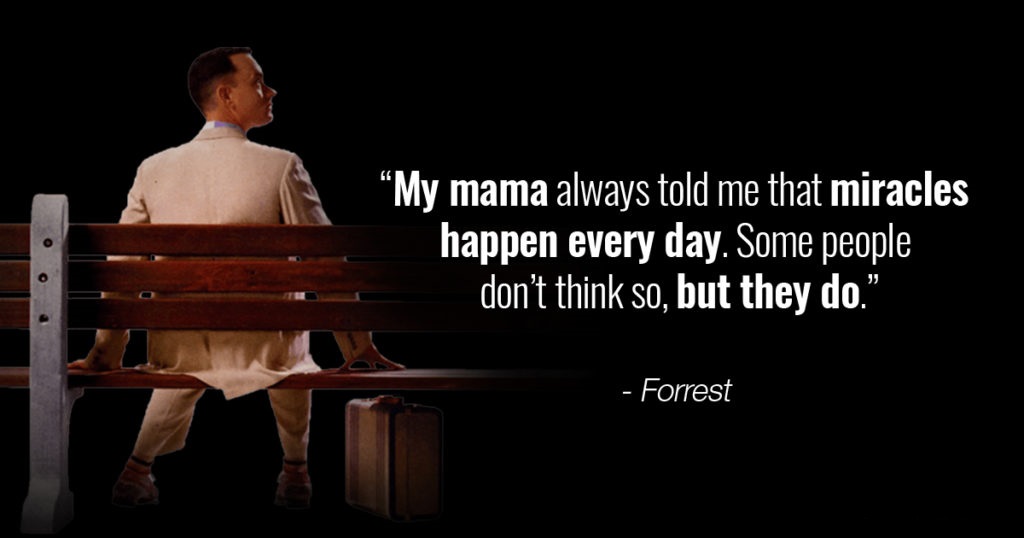 “My mama always told me that miracles
happen every day. Some people
don’t think so, but they do.”
- Forrest